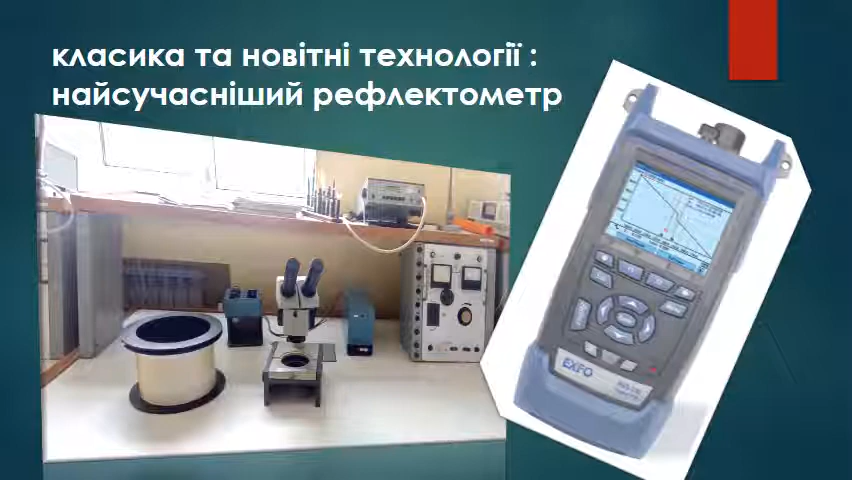 класика та новітні технології :
найсучасніший рефлектометр
EXFO